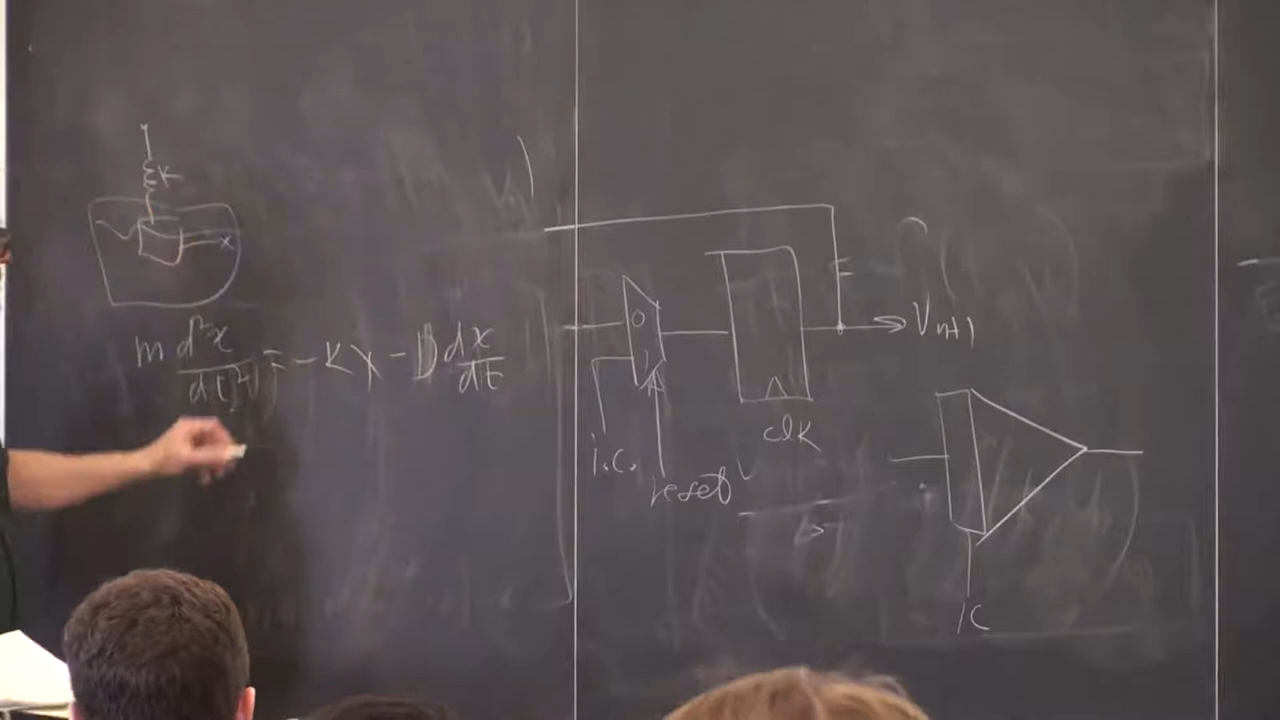 K
x
m d²x/dt² = -Kx - D dx/dt
0
1
i.c.
reset
clk
Vn+1
IC